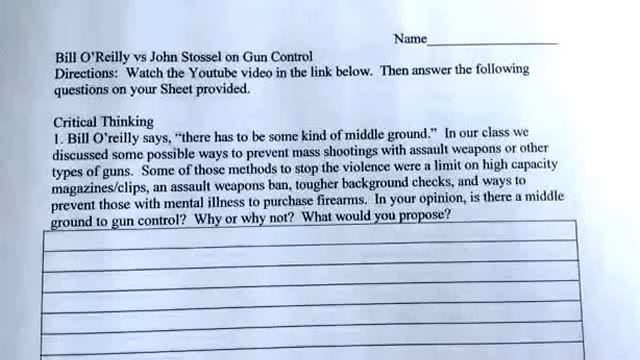 Name
Bill O'Reilly vs John Stossel on Gun Control
Directions: Watch the Youtube video in the link below. Then answer the following
questions on your Sheet provided.
Critical Thinking
1. Bill O'reilly says, “there has to be some kind of middle ground.” In our class we
discussed some possible ways to prevent mass shootings with assault weapons or other
types of guns. Some of those methods to stop the violence were a limit on high capacity
magazines/clips, an assault weapons ban, tougher background checks, and ways to
prevent those with mental illness to purchase firearms. In your opinion, is there a middle
ground to gun control? Why or why not? What would you propose?